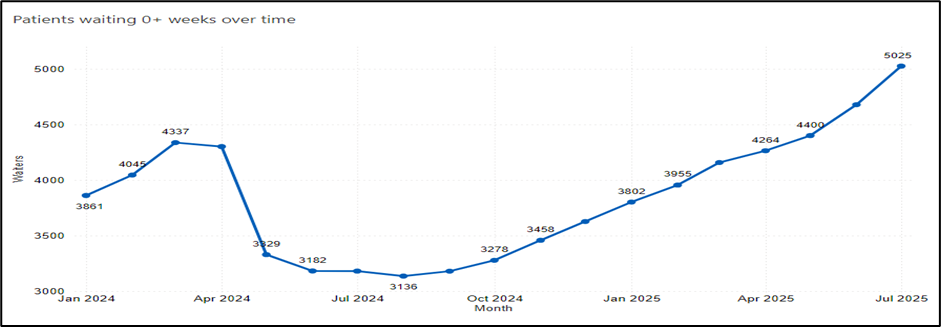 Patients waiting 0+ weeks over time
5025
5000
4500
4337
4400
4264
4045
4000
3955
3861
3802
3500
3458
3329
3278
3182
3136
3000
Waiters
Jan 2024
Apr 2024
Jul 2024
Oct 2024
Jan 2025
Apr 2025
Jul 2025
Month